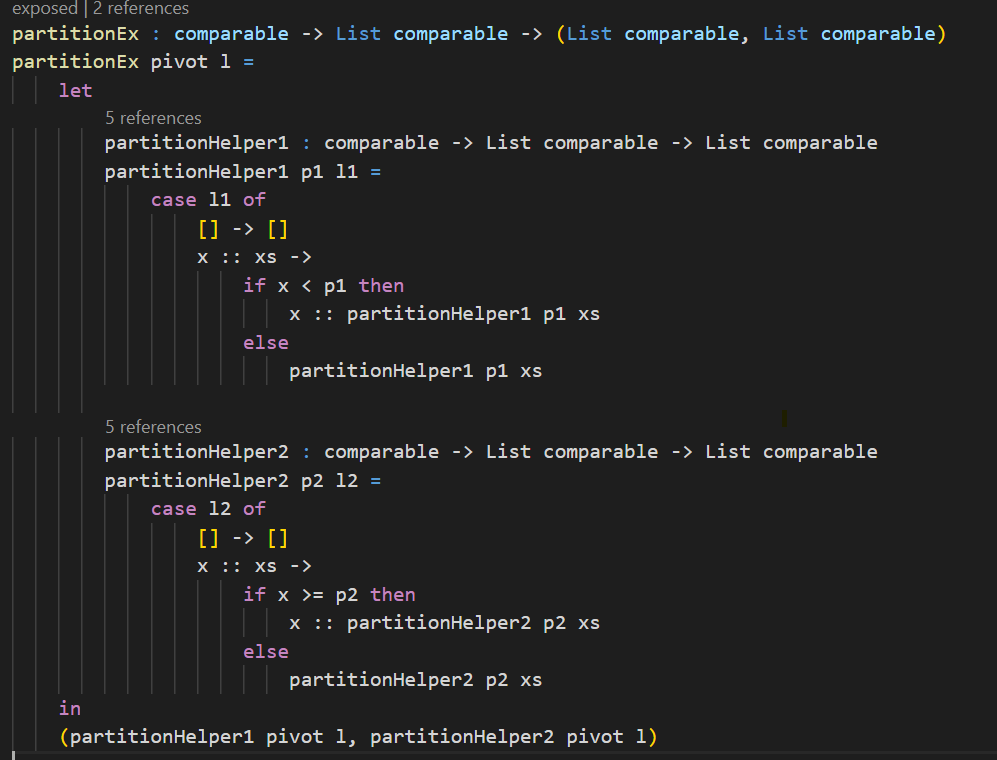 exposed | 2 references
partitionEx : comparable -> List comparable -> (List comparable, List comparable)
partitionEx pivot l =
    let
        5 references
        partitionHelper1 : comparable -> List comparable -> List comparable
        partitionHelper1 p1 l1 =
            case l1 of
                [] -> []
                x :: xs ->
                    if x < p1 then
                        x :: partitionHelper1 p1 xs
                    else
                        partitionHelper1 p1 xs
        5 references
        partitionHelper2 : comparable -> List comparable -> List comparable
        partitionHelper2 p2 l2 =
            case l2 of
                [] -> []
                x :: xs ->
                    if x >= p2 then
                        x :: partitionHelper2 p2 xs
                    else
                        partitionHelper2 p2 xs
    in
    (partitionHelper1 pivot l, partitionHelper2 pivot l)